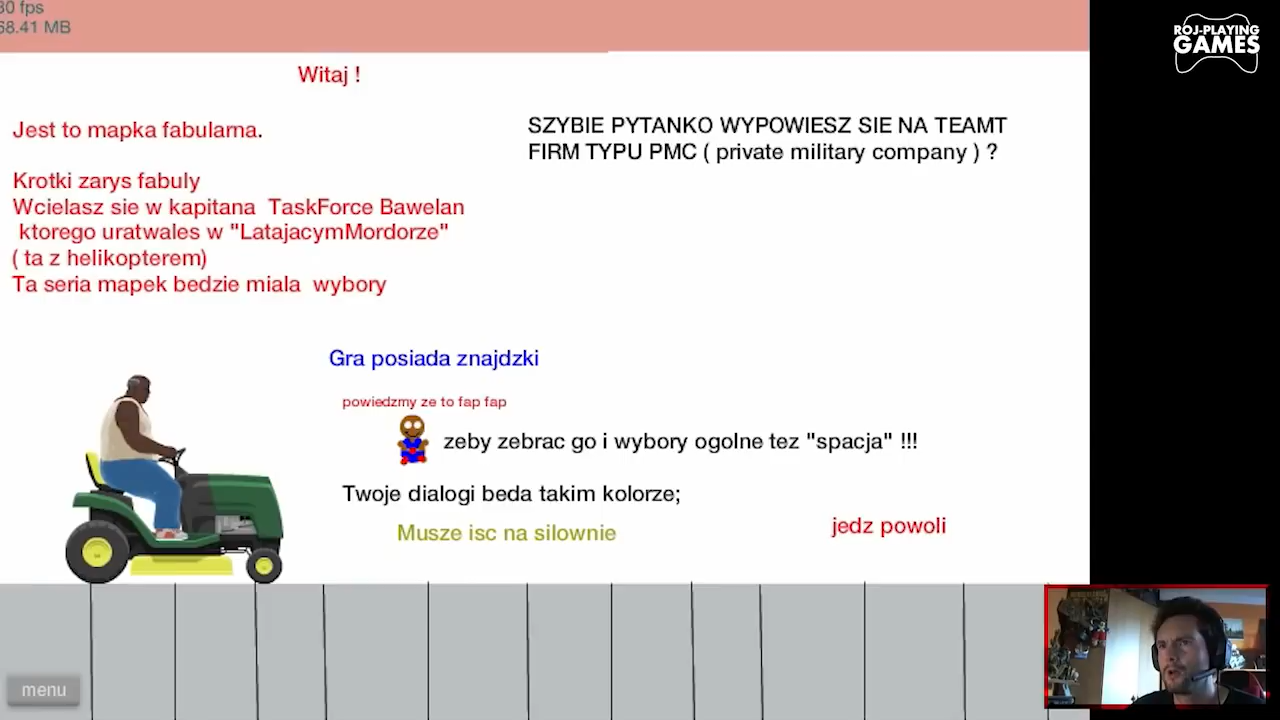 30 fps
68.41 MB
ROJ-PLAYING
GAMES
Witaj !
Jest to mapka fabularna.
SZYBIE PYTANKO WYPOWIESZ SIE NA TEAMT
FIRM TYPU PMC ( private military company ) ?
Krotki zarys fabuly
Wcielasz sie w kapitana TaskForce Bawelan
ktorego uratwales w "LatajacymMordorze"
( ta z helikopterem)
Ta seria mapek bedzie miala wybory
Gra posiada znajdzki
powiedzmy ze to fap fap
zeby zebrac go i wybory ogolne tez "spacja" !!!
Twoje dialogi beda takim kolorze;
Musze isc na silownie
jedz powoli
menu